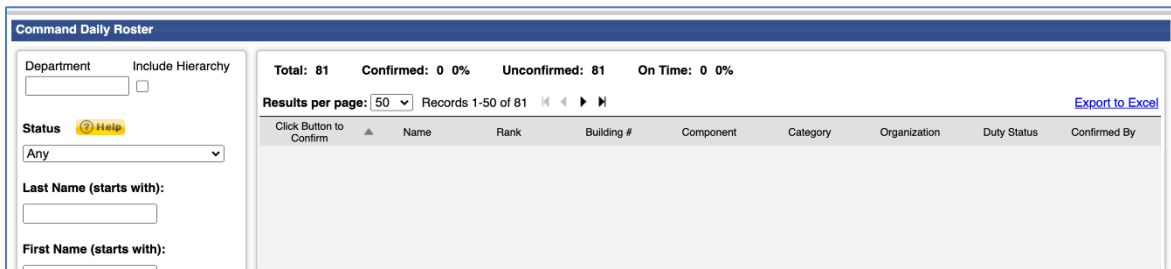 Command Daily Roster
Department Include Hierarchy
Status Help
Any
Last Name (starts with):
First Name (starts with):
Total: 81 Confirmed: 0 0% Unconfirmed: 81 On Time: 0 0%
Results per page: 50 Records 1-50 of 81 Export to Excel
Click Button to
Confirm
Name Rank Building # Component Category Organization Duty Status Confirmed By